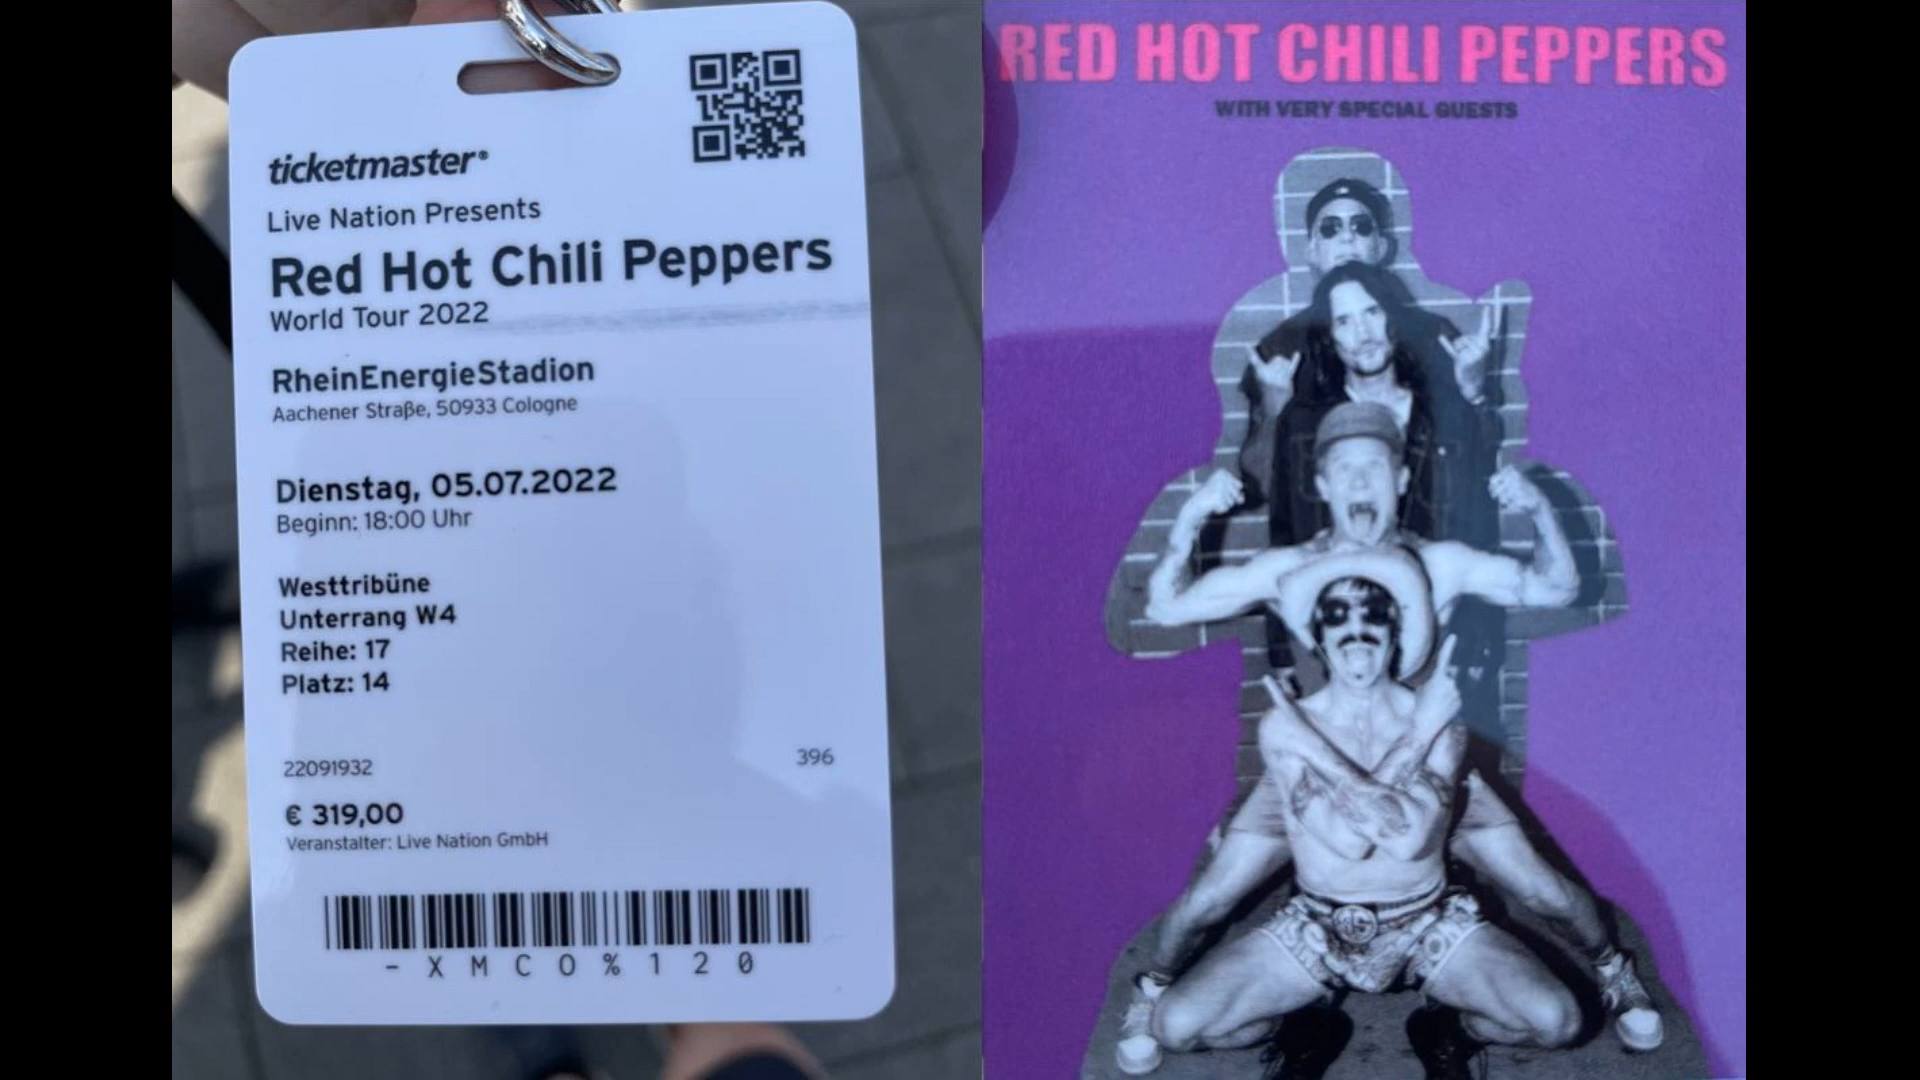 ticketmaster®
Live Nation Presents
Red Hot Chili Peppers
World Tour 2022
RheinEnergieStadion
Aachener Straße, 50933 Cologne
Dienstag, 05.07.2022
Beginn: 18:00 Uhr
Westtribüne
Unterrang W4
Reihe: 17
Platz: 14
22091932
396
€ 319,00
Veranstalter: Live Nation GmbH
- X M C O % 1 2 0
RED HOT CHILI PEPPERS
WITH VERY SPECIAL GUESTS